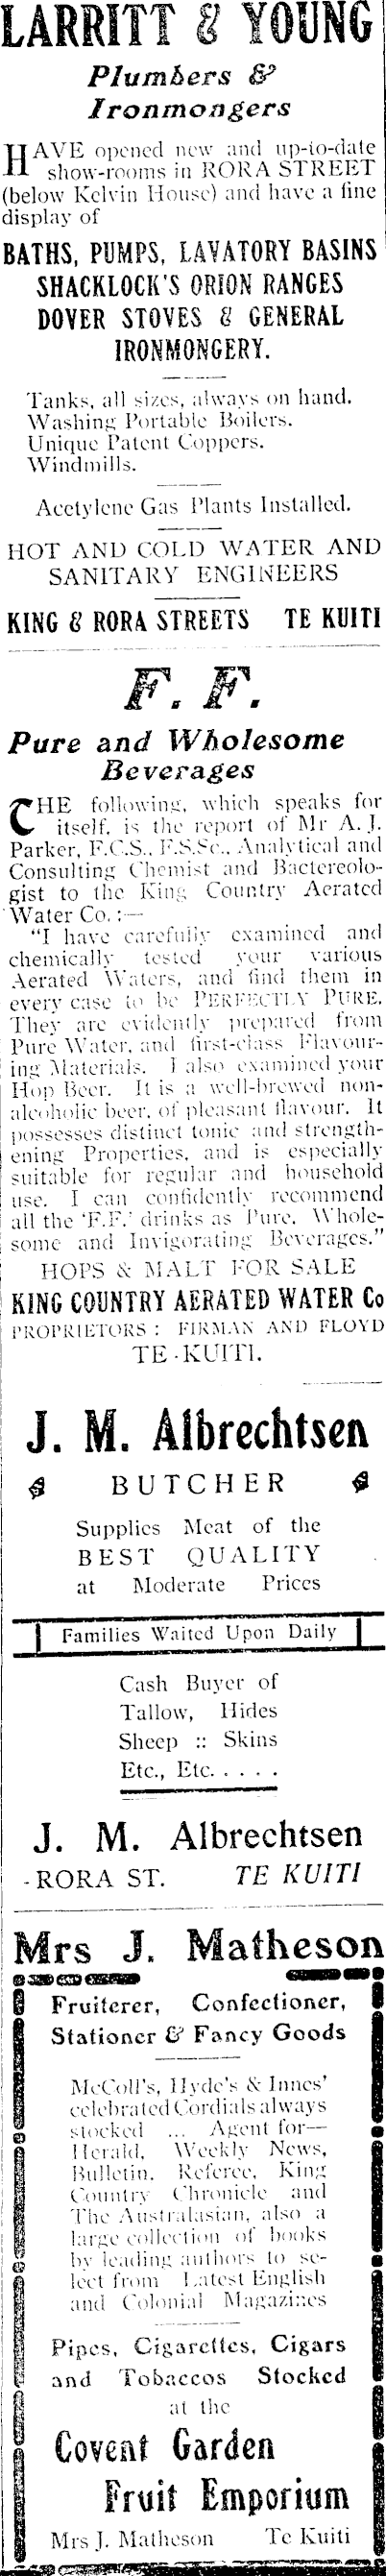 LARRITT & YOUNG
Plumbers &
Ironmongers
HAVE opened new and up-to-date
show-rooms in RORA STREET
(below Kelvin House) and have a fine
display of
BATHS, PUMPS, LAVATORY BASINS
SHACKLOCK'S ORION RANGES
DOVER STOVES & GENERAL
IRONMONGERY.
Tanks, all sizes, always on hand.
Washing Portable Boilers.
Unique Patent Coppers.
Windmills.
Acetylene Gas Plants Installed.
HOT AND COLD WATER AND
SANITARY ENGINEERS
KING & RORA STREETS TE KUITI
F. F.
Pure and Wholesome
Beverages
THE following, which speaks for
itself, is the report of Mr A. J.
Parker, F.C.S., F.S.Sc., Analytical and
Consulting Chemist and Bactereolo-
gist to the King Country Aerated
Water Co.:—
"I have carefully examined and
chemically tested your various
Aerated Waters, and find them in
every case to be PERFECTLY PURE.
They are evidently prepared from
Pure Water, and first-class Flavour-
ing Materials. I also examined your
Hop Beer. It is a well-brewed non-
alcoholic beer, of pleasant flavour. It
possesses distinct tonic and strength-
ening Properties, and is especially
suitable for regular and household
use. I can confidently recommend
all the 'F.F.' drinks as Pure, Whole-
some and Invigorating Beverages."
HOPS & MALT FOR SALE
KING COUNTRY AERATED WATER Co
PROPRIETORS : FIRMAN AND FLOYD
TE - KUITI.
J. M. Albrechtsen
BUTCHER
Supplies Meat of the
BEST QUALITY
at Moderate Prices
Families Waited Upon Daily
Cash Buyer of
Tallow, Hides
Sheep :: Skins
Etc., Etc. . . . .
J. M. Albrechtsen
-RORA ST. TE KUITI
Mrs J. Matheson
Fruiterer, Confectioner,
Stationer & Fancy Goods
McColl's, Hyde's & Innes'
celebrated Cordials always
stocked ... Agent for—
Herald, Weekly News,
Bulletin, Referee, King
Country Chronicle and
The Australasian, also a
large collection of books
by leading authors to se-
lect from Latest English
and Colonial Magazines
Pipes, Cigarettes, Cigars
and Tobaccos Stocked
at the
Covent Garden
Fruit Emporium
Mrs J. Matheson Te Kuiti